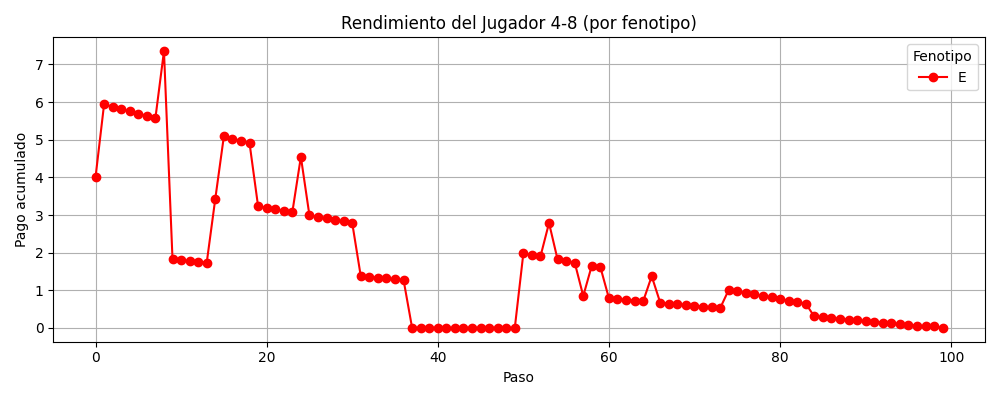 Rendimiento del Jugador 4-8 (por fenotipo)
Pago acumulado
7
6
5
4
3
2
1
0
Fenotipo
E
0
20
40
60
80
100
Paso